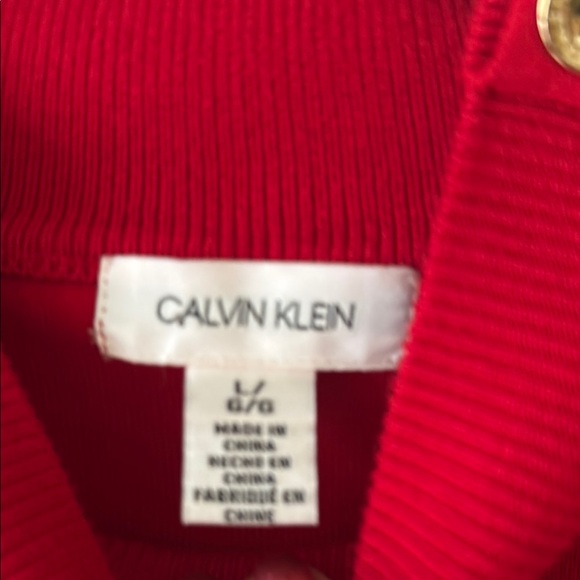 CALVIN KLEIN
L/
G/G
MADE IN
CHINA
HECHO EN
CHINA
FABRIQUÉ EN
CHINE